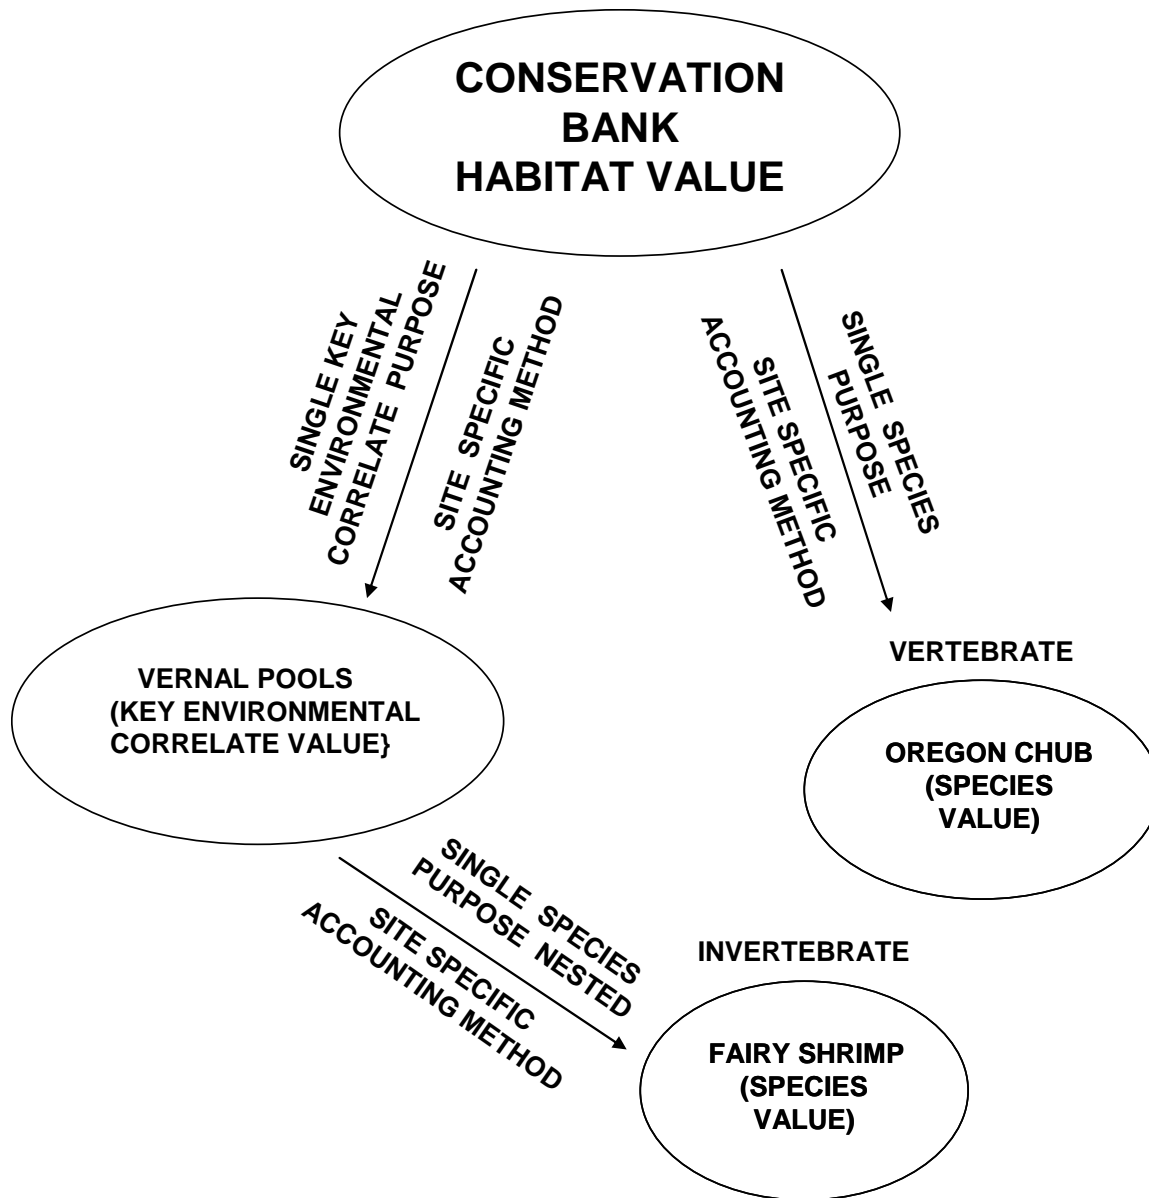 CONSERVATION
BANK
HABITAT VALUE
SINGLE KEY
ENVIRONMENTAL
CORRELATE PURPOSE
SITE SPECIFIC
ACCOUNTING METHOD
SITE SPECIFIC
ACCOUNTING METHOD
SINGLE SPECIES
PURPOSE
VERNAL POOLS
(KEY ENVIRONMENTAL
CORRELATE VALUE}
VERTEBRATE
OREGON CHUB
(SPECIES
VALUE)
SINGLE SPECIES
PURPOSE NESTED
SITE SPECIFIC
ACCOUNTING METHOD
INVERTEBRATE
FAIRY SHRIMP
(SPECIES
VALUE)